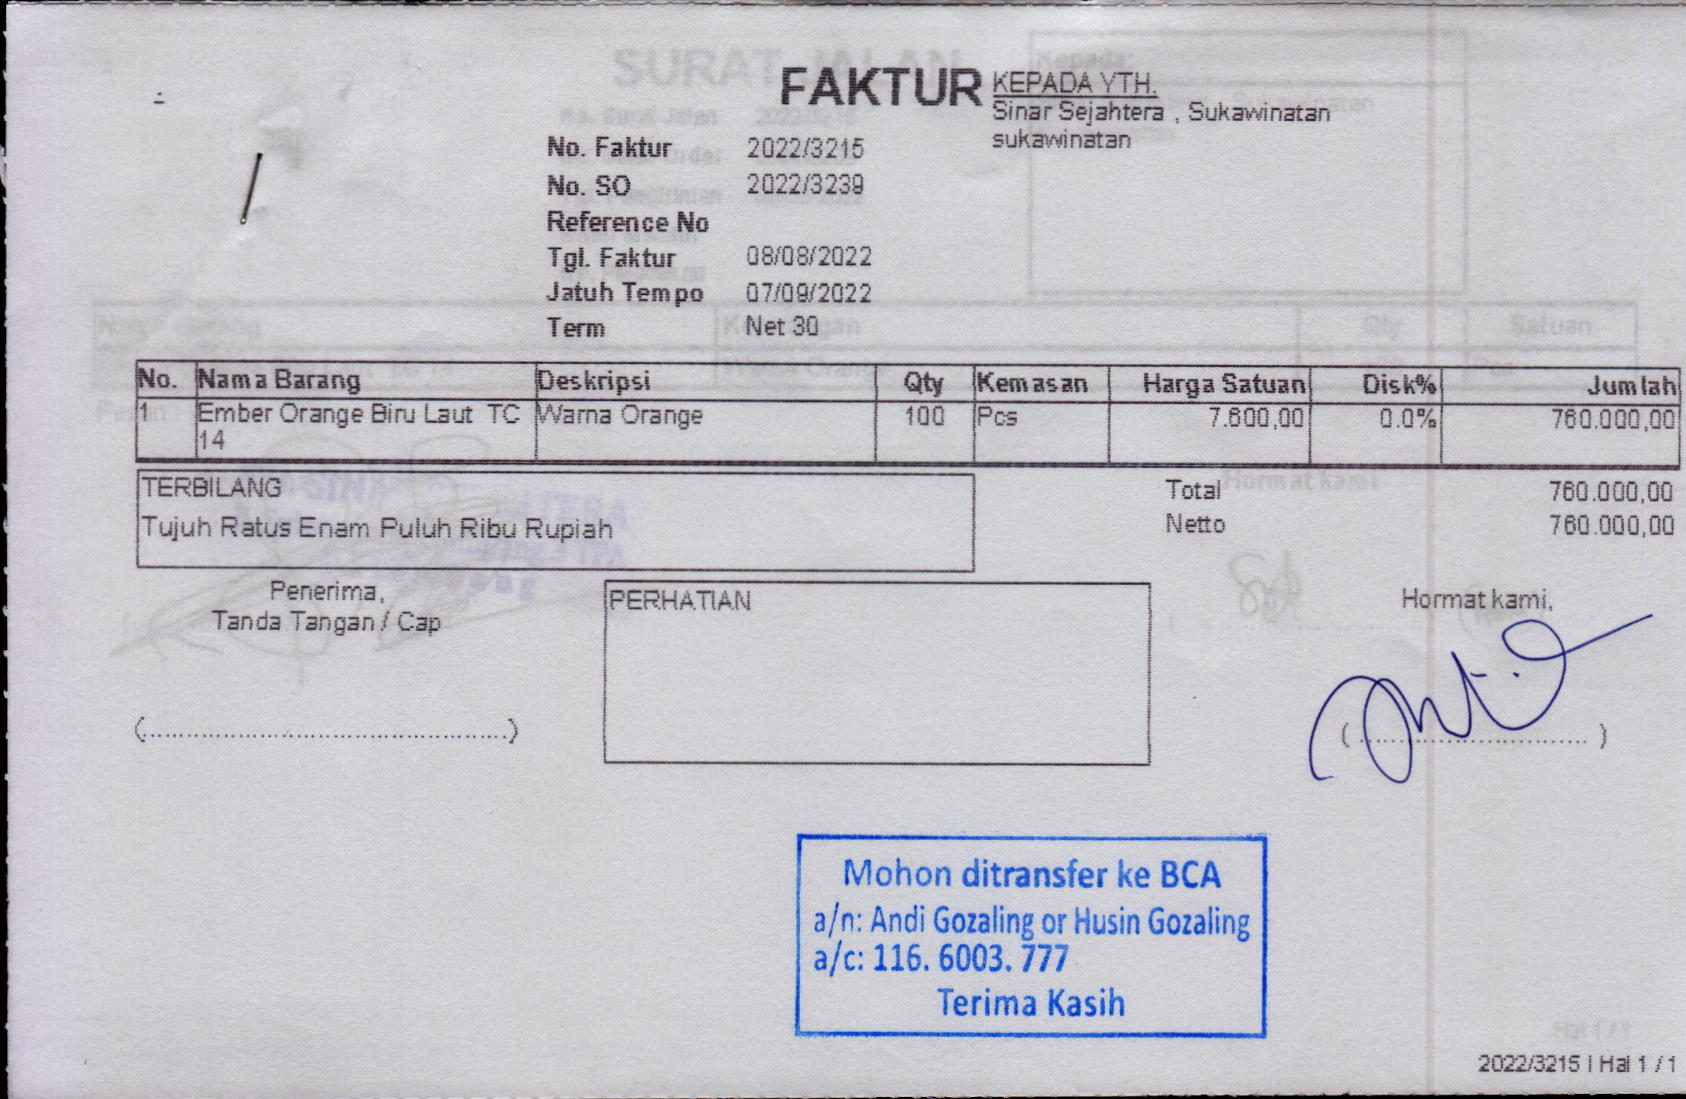 FAKTUR
KEPADA YTH.
Sinar Sejahtera , Sukawinatan
sukawinatan
No. Faktur 2022/3215
No. SO 2022/3239
Reference No
Tgl. Faktur 08/08/2022
Jatuh Tempo 07/09/2022
Term Net 30
No. Nama Barang Deskripsi Qty Kemasan Harga Satuan Disk% Jumlah
1 Ember Orange Biru Laut TC Warna Orange 100 Pcs 7.600,00 0.0% 760.000,00
14
TERBILANG
Tujuh Ratus Enam Puluh Ribu Rupiah
Total 760.000,00
Netto 760.000,00
Penerima,
Tanda Tangan / Cap
PERHATIAN
Hormat kami,
Mohon ditransfer ke BCA
a/n: Andi Gozaling or Husin Gozaling
a/c: 116. 6003. 777
Terima Kasih
2022/3215 | Hal 1 / 1